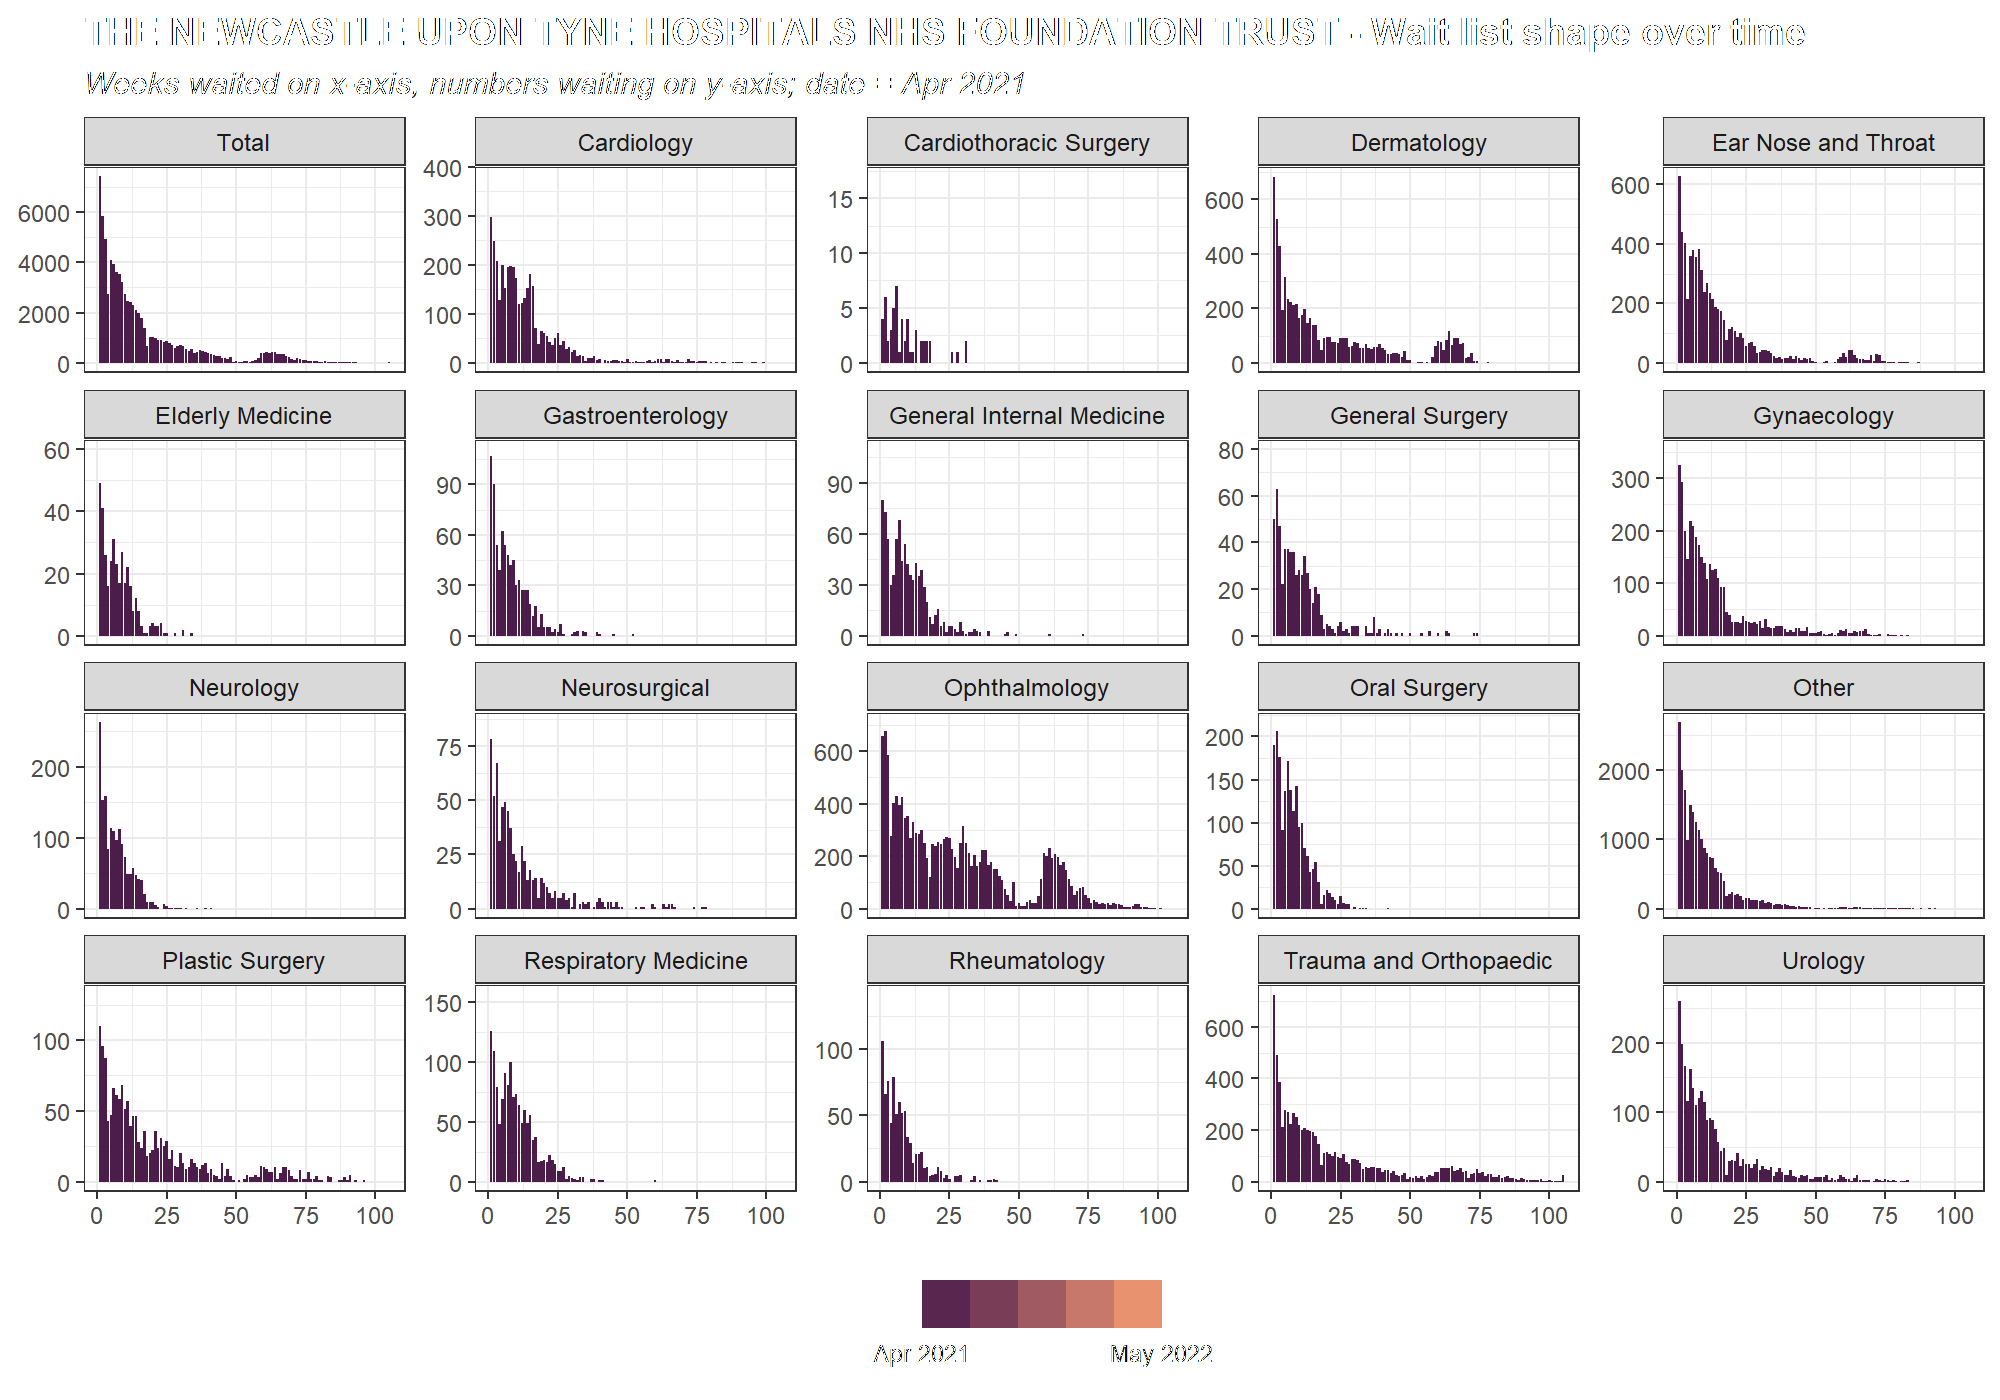 THE NEWCASTLE UPON TYNE HOSPITALS NHS FOUNDATION TRUST - Wait list shape over time
Weeks waited on x-axis, numbers waiting on y-axis; date = Apr 2021
Total Cardiology Cardiothoracic Surgery Dermatology Ear Nose and Throat
6000 4000 2000 0
400 300 200 100 0
15 10 5 0
600 400 200 0
600 400 200 0
Elderly Medicine Gastroenterology General Internal Medicine General Surgery Gynaecology
60 40 20 0
90 60 30 0
90 60 30 0
80 60 40 20 0
300 200 100 0
Neurology Neurosurgical Ophthalmology Oral Surgery Other
200 100 0
75 50 25 0
600 400 200 0
200 150 100 50 0
2000 1000 0
Plastic Surgery Respiratory Medicine Rheumatology Trauma and Orthopaedic Urology
100 50 0
150 100 50 0
100 50 0
600 400 200 0
200 100 0
0 25 50 75 100 0 25 50 75 100 0 25 50 75 100 0 25 50 75 100 0 25 50 75 100
Apr 2021 May 2022